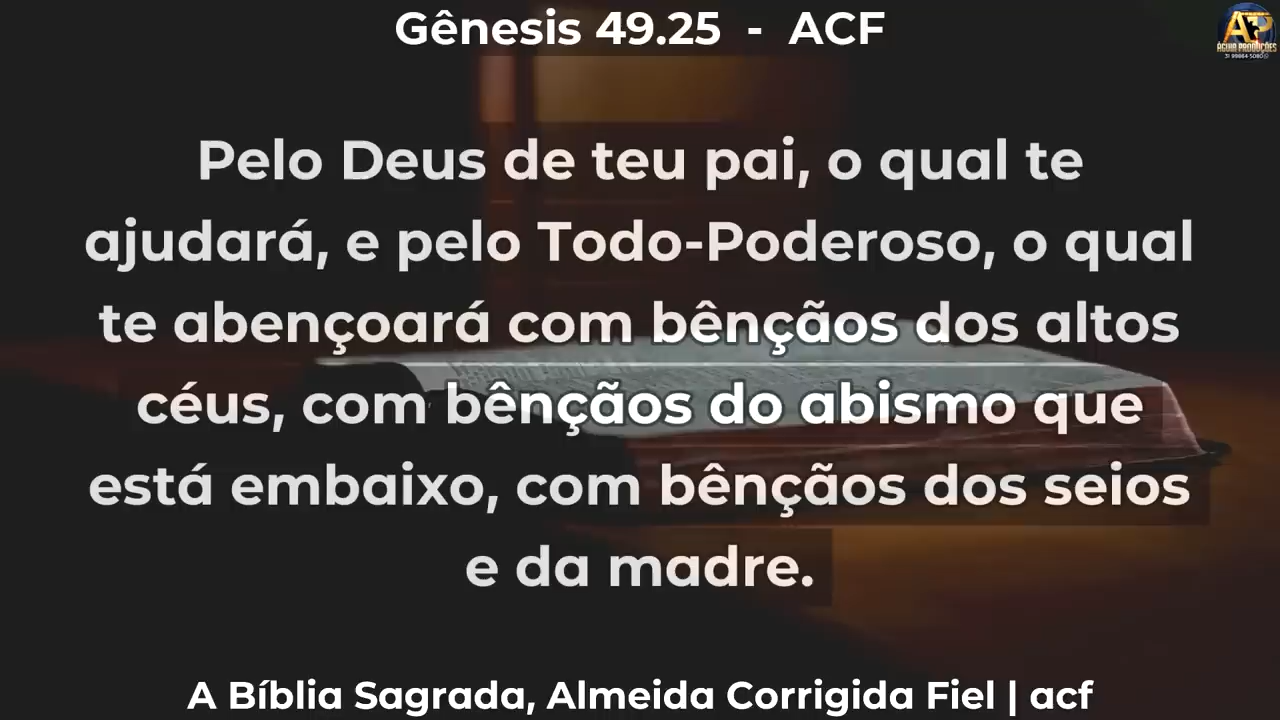 Gênesis 49.25 - ACF
Pelo Deus de teu pai, o qual te
ajudará, e pelo Todo-Poderoso, o qual
te abençoará com bênçãos dos altos
céus, com bênçãos do abismo que
está embaixo, com bênçãos dos seios
e da madre.
A Bíblia Sagrada, Almeida Corrigida Fiel | acf